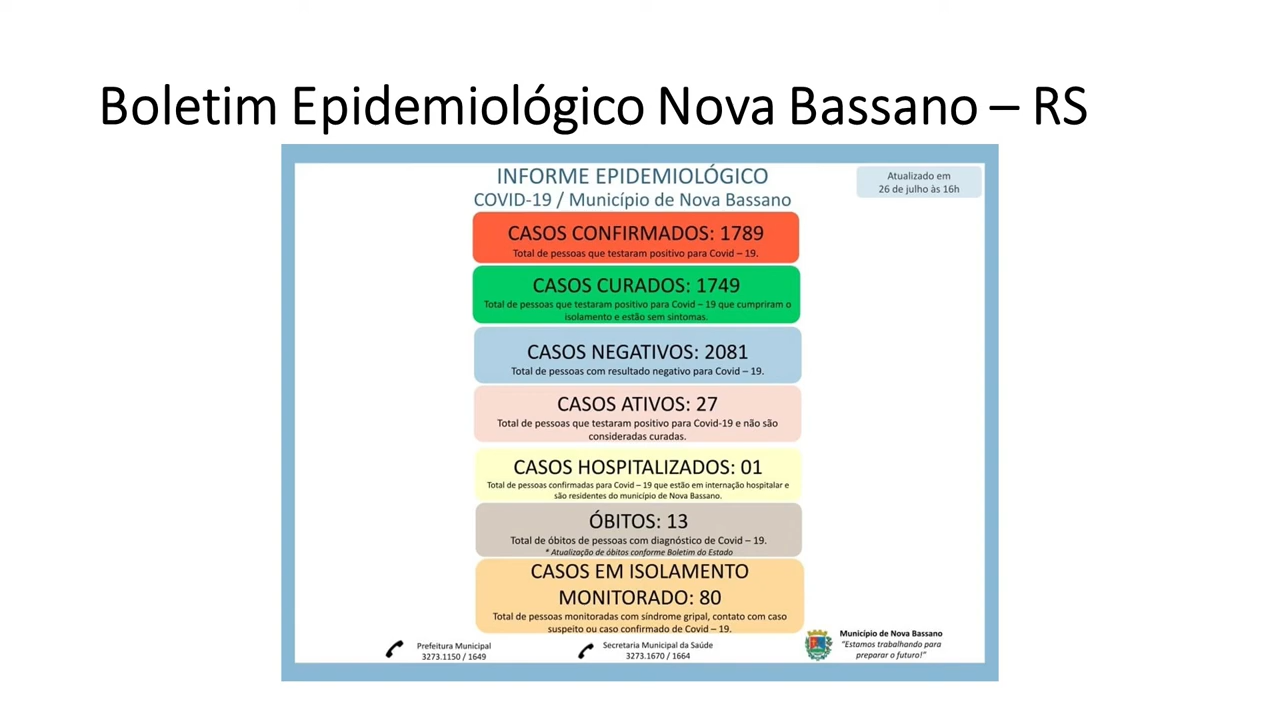 Boletim Epidemiológico Nova Bassano – RS
INFORME EPIDEMIOLÓGICO
COVID-19 / Município de Nova Bassano
Atualizado em
26 de julho às 16h
CASOS CONFIRMADOS: 1789
Total de pessoas que testaram positivo para Covid – 19.
CASOS CURADOS: 1749
Total de pessoas que testaram positivo para Covid – 19 que cumpriram o
isolamento e estão sem sintomas.
CASOS NEGATIVOS: 2081
Total de pessoas com resultado negativo para Covid – 19.
CASOS ATIVOS: 27
Total de pessoas que testaram positivo para Covid-19 e não são
consideradas curadas.
CASOS HOSPITALIZADOS: 01
Total de pessoas confirmadas para Covid – 19 que estão em internação hospitalar e
são residentes do município de Nova Bassano.
ÓBITOS: 13
Total de óbitos de pessoas com diagnóstico de Covid – 19.
* Atualização de óbitos conforme Boletim do Estado
CASOS EM ISOLAMENTO
MONITORADO: 80
Total de pessoas monitoradas com síndrome gripal, contato com caso
suspeito ou caso confirmado de Covid – 19.
Prefeitura Municipal
3273.1150 / 1649
Secretaria Municipal da Saúde
3273.1670 / 1664
Município de Nova Bassano
"Estamos trabalhando para
preparar o futuro!"